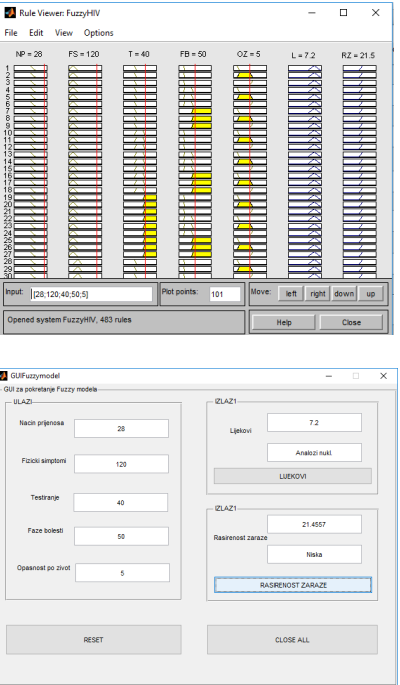 Rule Viewer: FuzzyHIV
File Edit View Options
NP = 28 FS = 120 T = 40 FB = 50 OZ = 5 L = 7.2 RZ = 21.5
1
2
3
4
5
6
7
8
9
10
11
12
13
14
15
16
17
18
19
20
21
22
23
24
25
26
27
28
29
30
Input: [28;120;40;50;5] Plot points: 101 Move: left right down up
Opened system FuzzyHIV, 483 rules Help Close
GUIFuzzymodel
GUI za pokretanje Fuzzy modela
ULAZI
Nacin prijenosa 28
Fizicki simptomi 120
Testiranje 40
Faze bolesti 50
Opasnost po zivot 5
IZLAZ1
Lijekovi 7.2
Analozi nukl.
LIJEKOVI
IZLAZ1
21.4557
Rasirenost zaraze
Niska
RASIRENOST ZARAZE
RESET CLOSE ALL